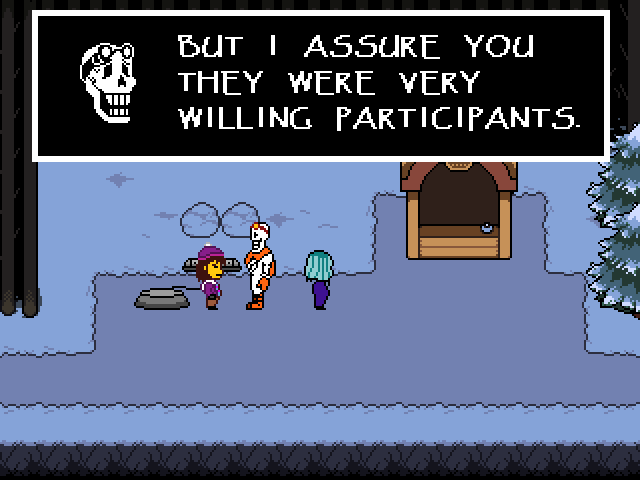 BUT I ASSURE YOU
THEY WERE VERY
WILLING PARTICIPANTS.